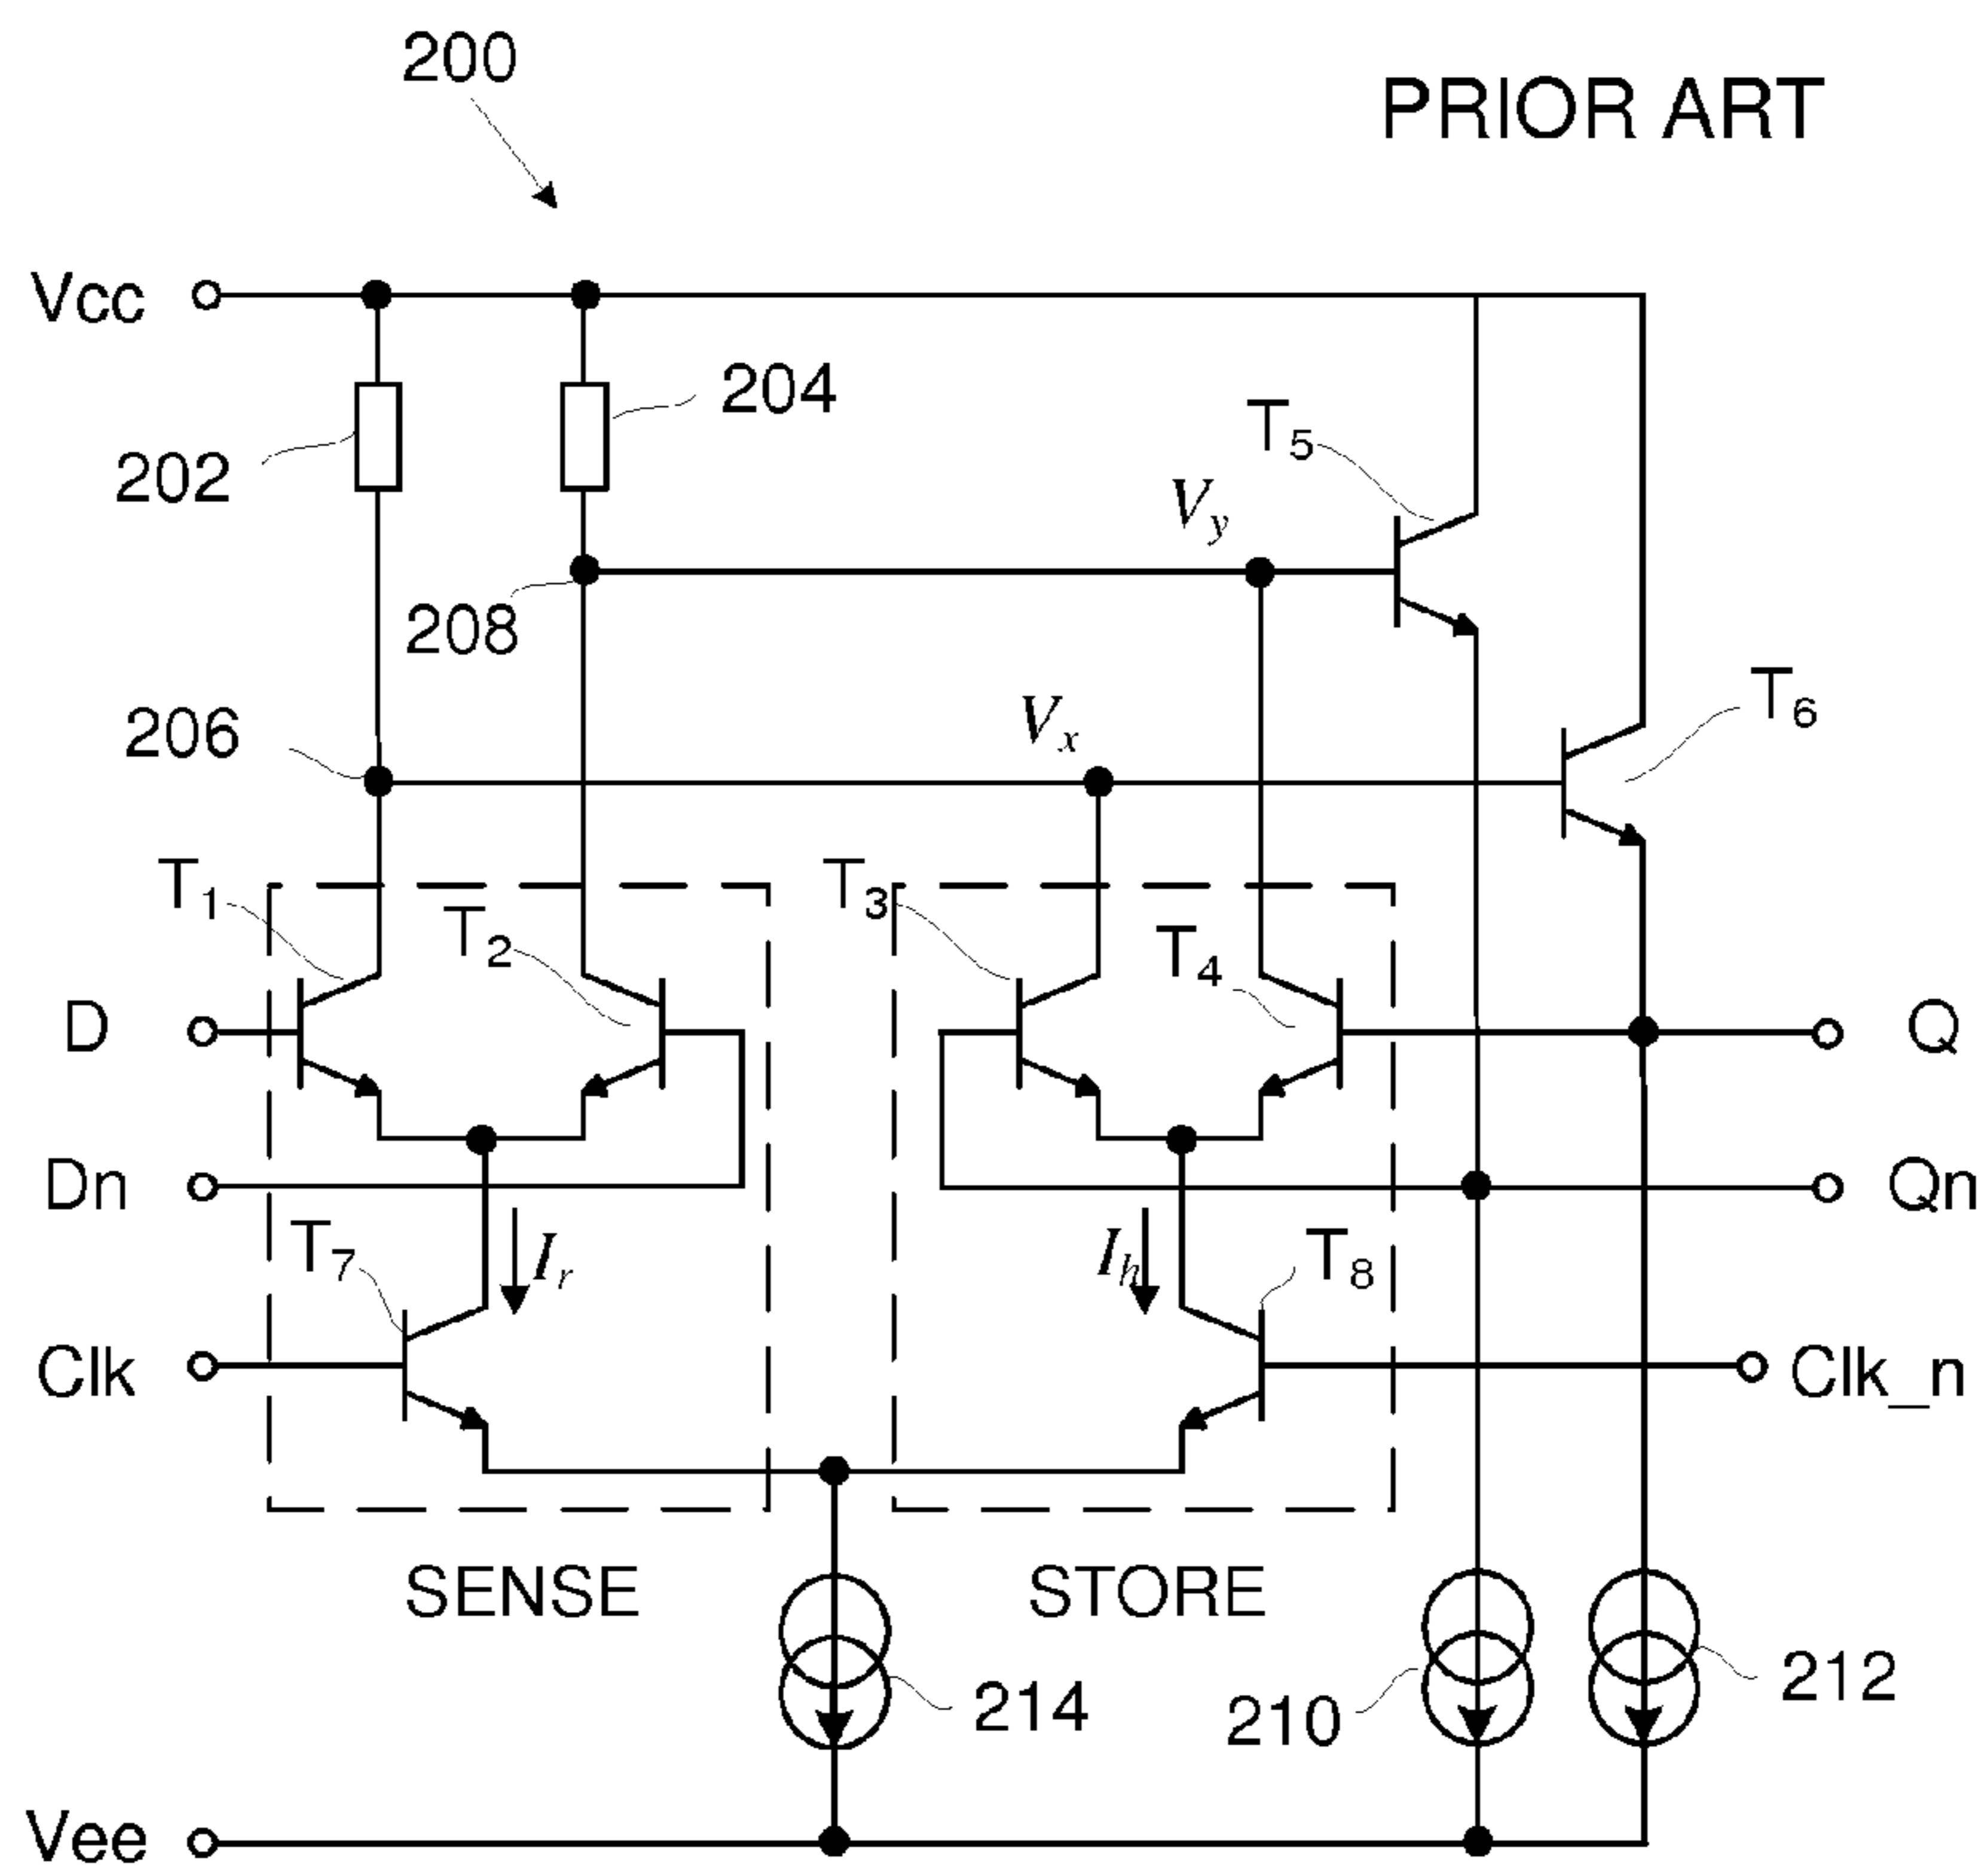 200
PRIOR ART
Vcc
204
202
T5
Vy
208
T6
206
Vx
T1
T2
T3
T4
D
Q
Dn
Qn
T7
Ir
Ih
T8
Clk
Clk_n
SENSE
STORE
214
210
212
Vee